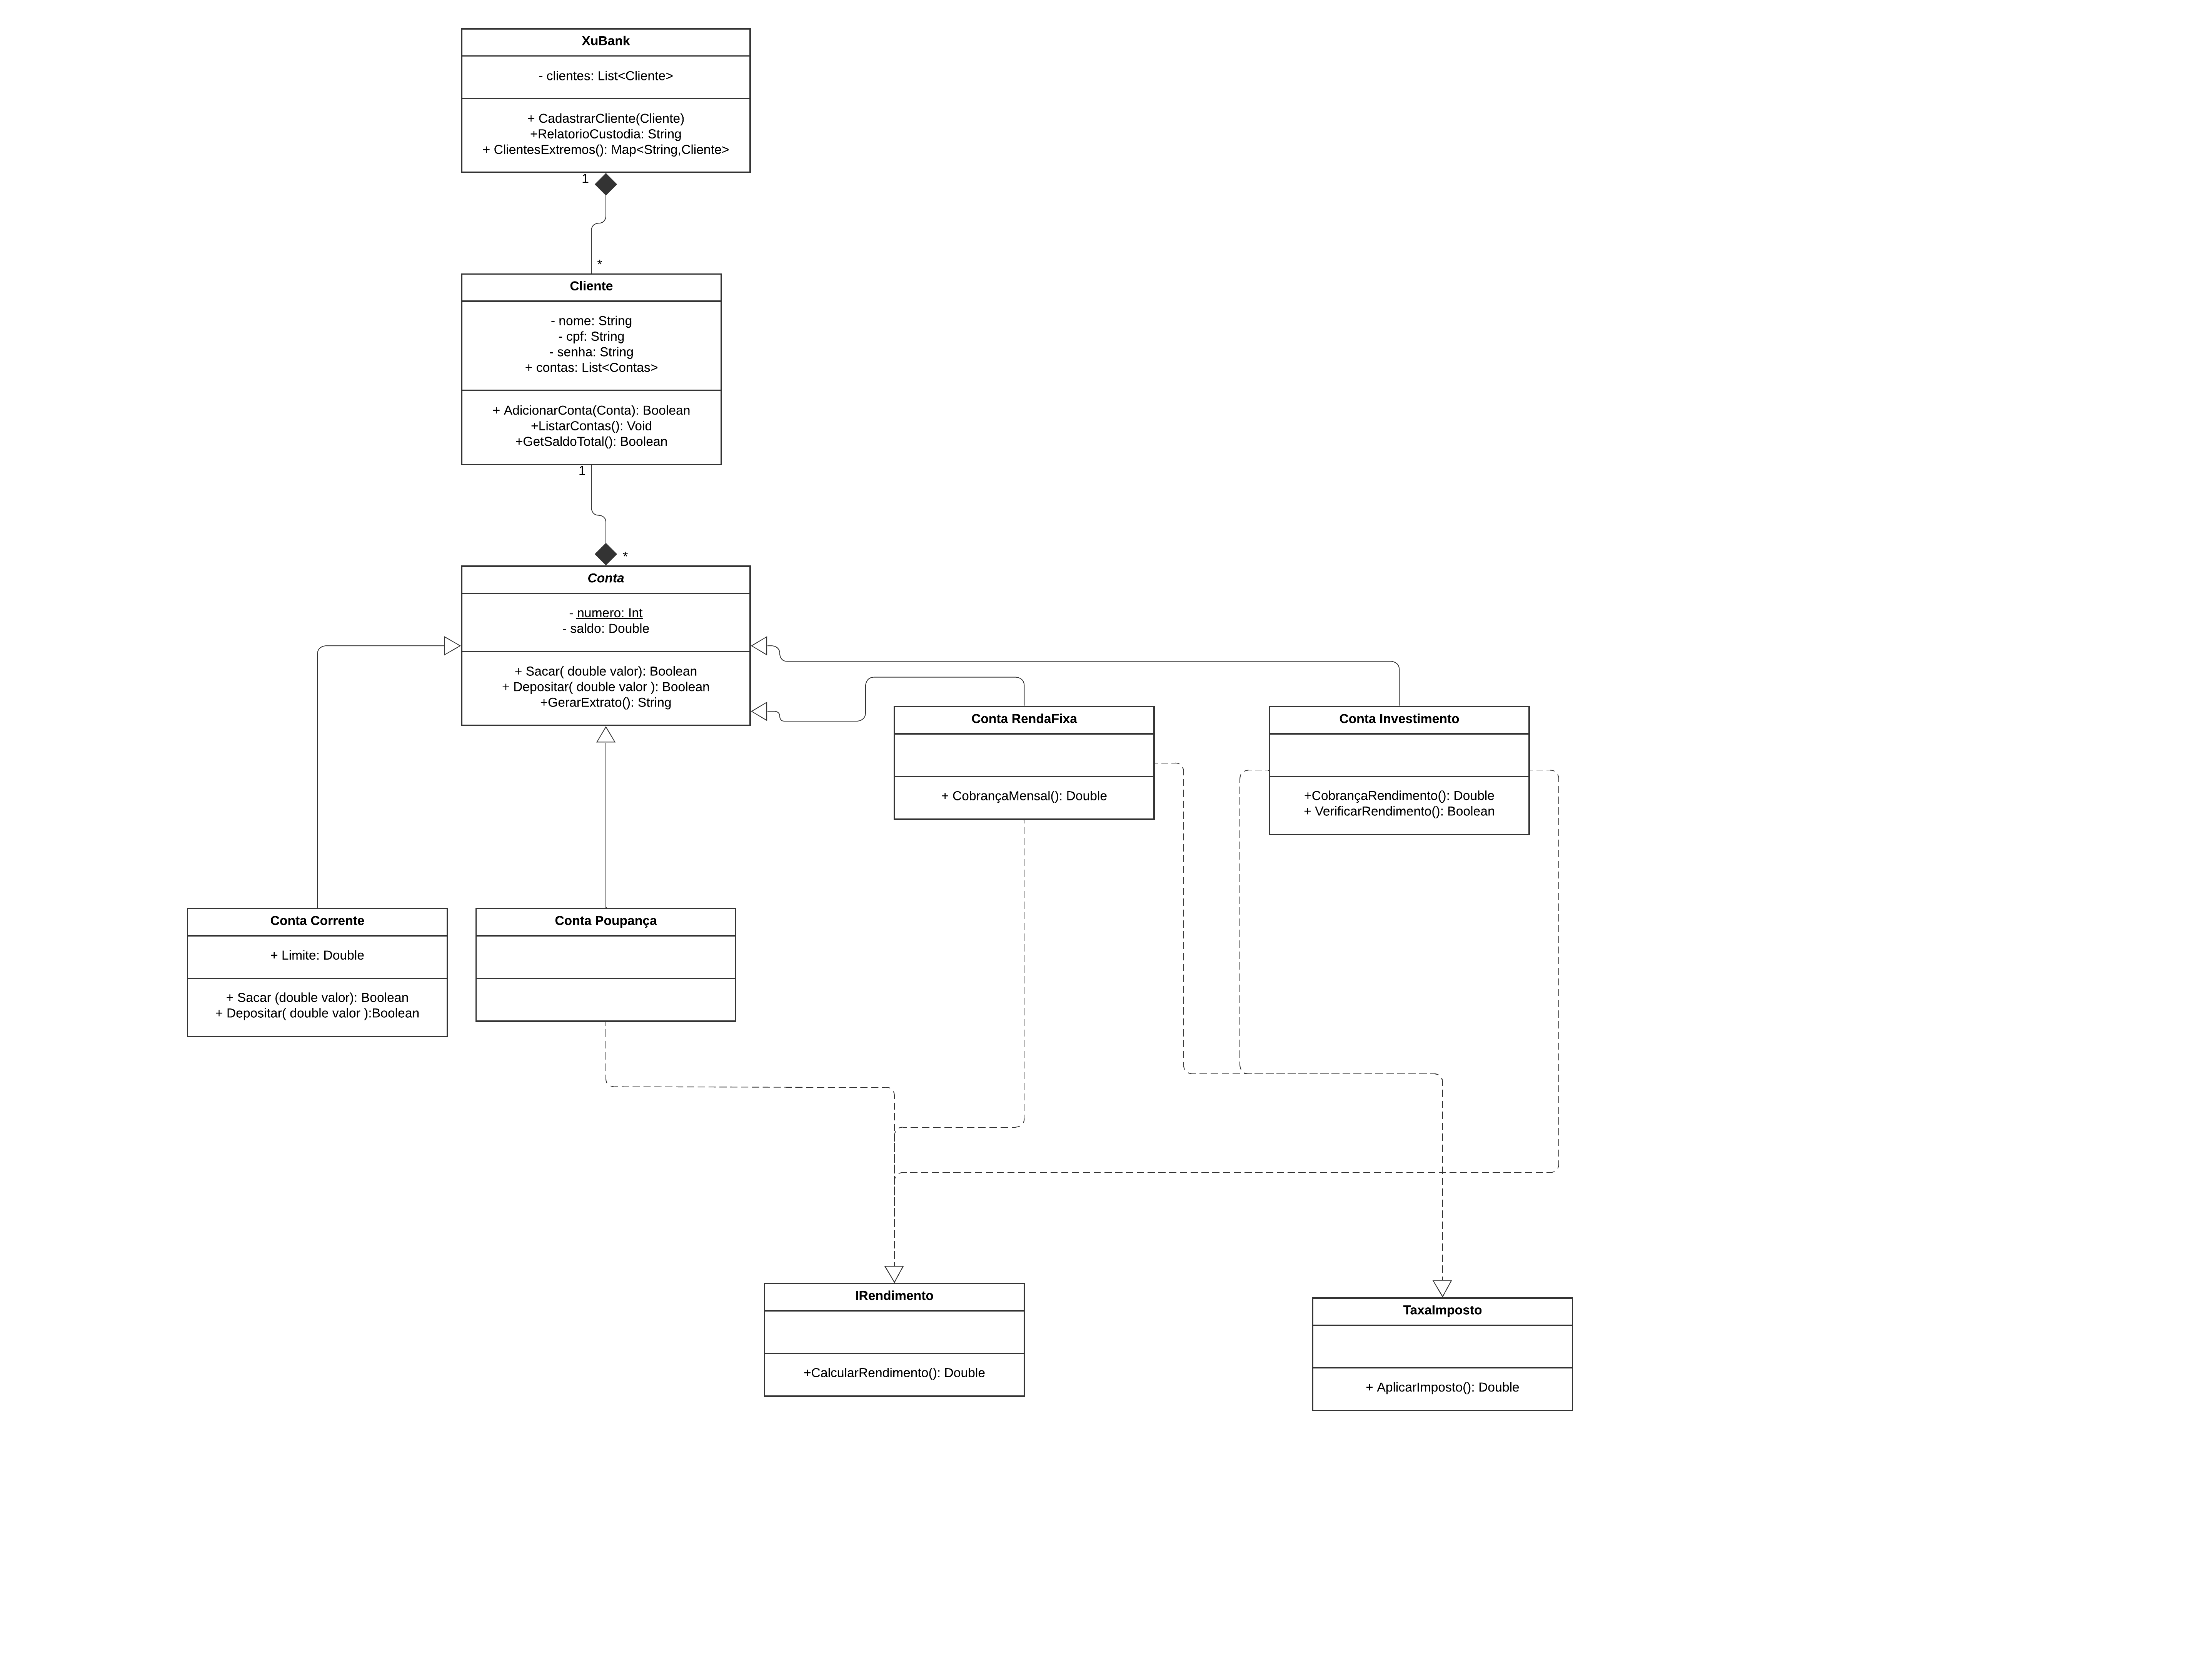 XuBank
- clientes: List<Cliente>
+ CadastrarCliente(Cliente)
+RelatorioCustodia: String
+ ClientesExtremos(): Map<String,Cliente>
1
*
Cliente
- nome: String
- cpf: String
- senha: String
+ contas: List<Contas>
+ AdicionarConta(Conta): Boolean
+ListarContas(): Void
+GetSaldoTotal(): Boolean
1
*
Conta
- numero: Int
- saldo: Double
+ Sacar( double valor): Boolean
+ Depositar( double valor ): Boolean
+GerarExtrato(): String
Conta RendaFixa
+ CobrançaMensal(): Double
Conta Investimento
+CobrançaRendimento(): Double
+ VerificarRendimento(): Boolean
Conta Corrente
+ Limite: Double
+ Sacar (double valor): Boolean
+ Depositar( double valor ):Boolean
Conta Poupança
IRendimento
+CalcularRendimento(): Double
TaxaImposto
+ AplicarImposto(): Double